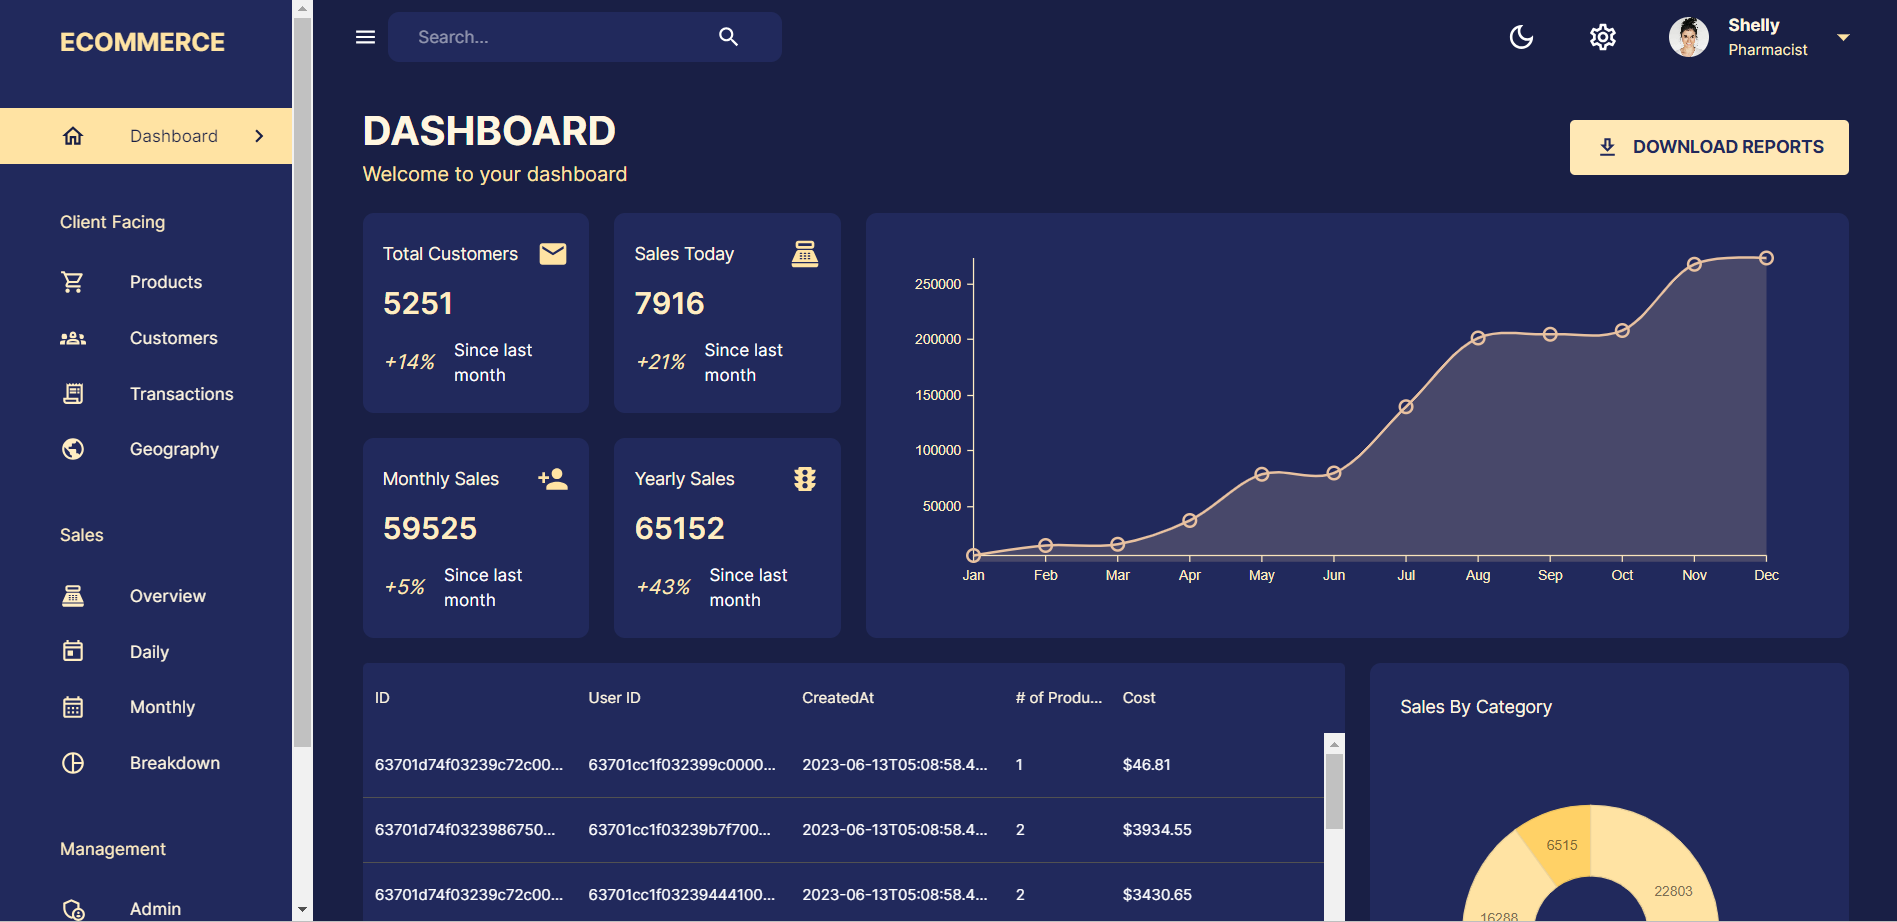 ECOMMERCE
Dashboard
Client Facing
Products
Customers
Transactions
Geography
Sales
Overview
Daily
Monthly
Breakdown
Management
Admin
Search...
Shelly
Pharmacist
DASHBOARD
Welcome to your dashboard
DOWNLOAD REPORTS
Total Customers
5251
+14%
Since last
month
Sales Today
7916
+21%
Since last
month
Monthly Sales
59525
+5%
Since last
month
Yearly Sales
65152
+43%
Since last
month
250000
200000
150000
100000
50000
Jan Feb Mar Apr May Jun Jul Aug Sep Oct Nov Dec
ID User ID CreatedAt # of Produ... Cost
63701d74f03239c72c00... 63701cc1f032399c0000... 2023-06-13T05:08:58.4... 1 $46.81
63701d74f0323986750... 63701cc1f03239b7f700... 2023-06-13T05:08:58.4... 2 $3934.55
63701d74f03239c72c00... 63701cc1f03239444100... 2023-06-13T05:08:58.4... 2 $3430.65
Sales By Category
6515
22803
16288